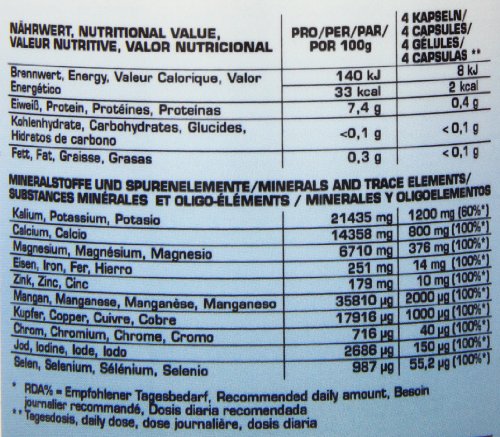 NÄHRWERT, NUTRITIONAL VALUE, PRO/PER/PAR/ 4 KAPSELN/
VALEUR NUTRITIVE, VALOR NUTRICIONAL POR 100g 4 CAPSULES/
4 GÉLULES/
4 CAPSULAS **
Brennwert, Energy, Valeur Calorique, Valor 140 kJ 8 kJ
Energético 33 kcal 2 kcal
Eiweiß, Protein, Protéines, Proteínas 7,4 g 0,4 g
Kohlenhydrate, Carbohydrates, Glucides, <0,1 g <0,1 g
Hidratos de carbono
Fett, Fat, Graisse, Grasas 0,3 g <0,1 g
MINERALSTOFFE UND SPURENELEMENTE/MINERALS AND TRACE ELEMENTS/
SUBSTANCES MINÉRALES ET OLIGO-ÉLÉMENTS / MINERALES Y OLIGOELEMENTOS
Kalium, Potassium, Potasio 21435 mg 1200 mg (60%*)
Calcium, Calcio 14358 mg 800 mg (100%*)
Magnesium, Magnésium, Magnesio 6710 mg 376 mg (100%*)
Eisen, Iron, Fer, Hierro 251 mg 14 mg (100%*)
Zink, Zinc, Cinc 179 mg 10 mg (100%*)
Mangan, Manganese, Manganèse, Manganeso 35810 µg 2000 µg (100%*)
Kupfer, Copper, Cuivre, Cobre 17916 µg 1000 µg (100%*)
Chrom, Chromium, Chrome, Cromo 716 µg 40 µg (100%*)
Jod, Iodine, Iode, Iodo 2686 µg 150 µg (100%*)
Selen, Selenium, Sélénium, Selenio 987 µg 55,2 µg (100%*)
* RDA% = Empfohlener Tagesbedarf, Recommended daily amount, Besoin
journalier recommandé, Dosis diaria recomendada
** Tagesdosis, daily dose, dose journalière, dosis diaria